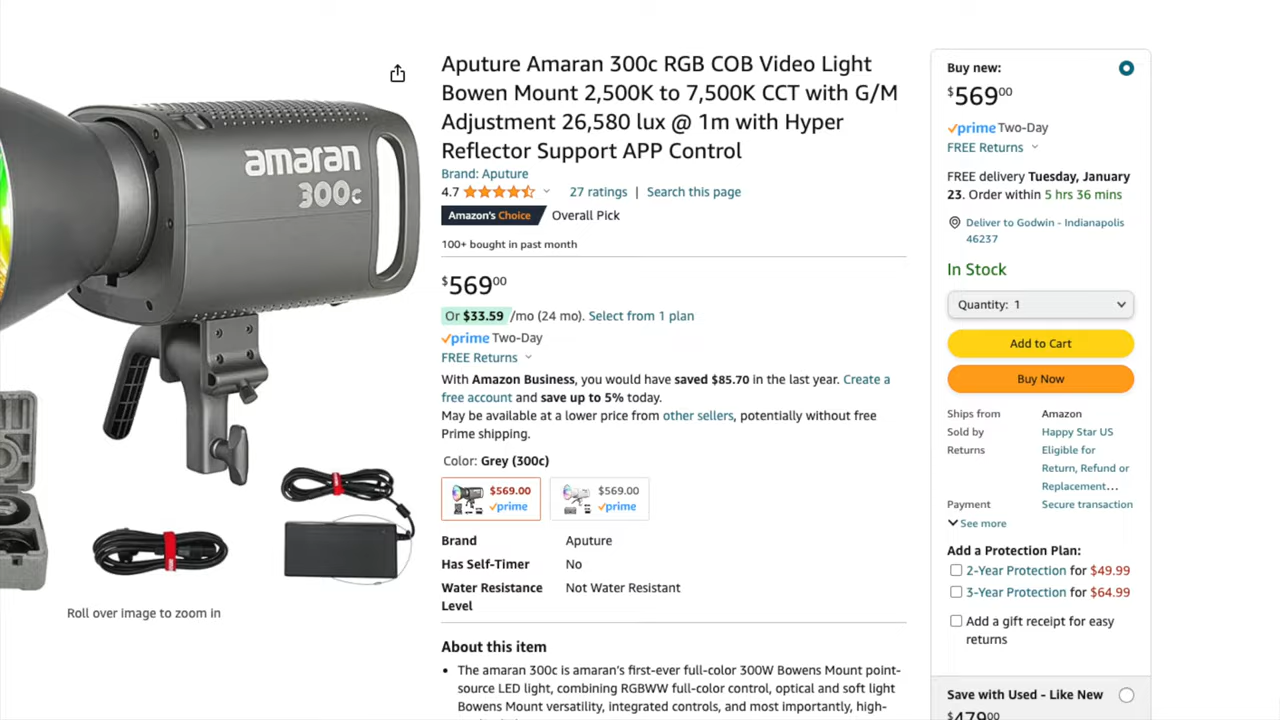 amaran
300c
Roll over image to zoom in
Aputure Amaran 300c RGB COB Video Light
Bowen Mount 2,500K to 7,500K CCT with G/M
Adjustment 26,580 lux @ 1m with Hyper
Reflector Support APP Control
Brand: Aputure
4.7 27 ratings | Search this page
Amazon's Choice Overall Pick
100+ bought in past month
$56900
Or $33.59 /mo (24 mo). Select from 1 plan
prime Two-Day
FREE Returns
With Amazon Business, you would have saved $85.70 in the last year. Create a
free account and save up to 5% today.
May be available at a lower price from other sellers, potentially without free
Prime shipping.
Color: Grey (300c)
$569.00 $569.00
prime prime
Brand Aputure
Has Self-Timer No
Water Resistance Not Water Resistant
Level
About this item
• The amaran 300c is amaran's first-ever full-color 300W Bowens Mount point-
source LED light, combining RGBWW full-color control, optical and soft light
Bowens Mount versatility, integrated controls, and most importantly, high-
Buy new:
$56900
prime Two-Day
FREE Returns
FREE delivery Tuesday, January
23. Order within 5 hrs 36 mins
Deliver to Godwin - Indianapolis
46237
In Stock
Quantity: 1
Add to Cart
Buy Now
Ships from Amazon
Sold by Happy Star US
Returns Eligible for
Return, Refund or
Replacement…
Payment Secure transaction
See more
Add a Protection Plan:
2-Year Protection for $49.99
3-Year Protection for $64.99
Add a gift receipt for easy
returns
Save with Used - Like New
$47900